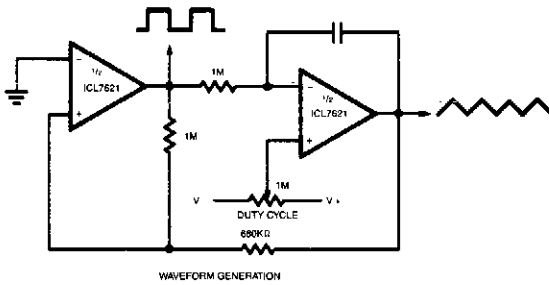 1M
−
1/2
ICL7621
+
−
1/2
ICL7621
+
1M
1M
V
V +
DUTY CYCLE
680KΩ
WAVEFORM GENERATION